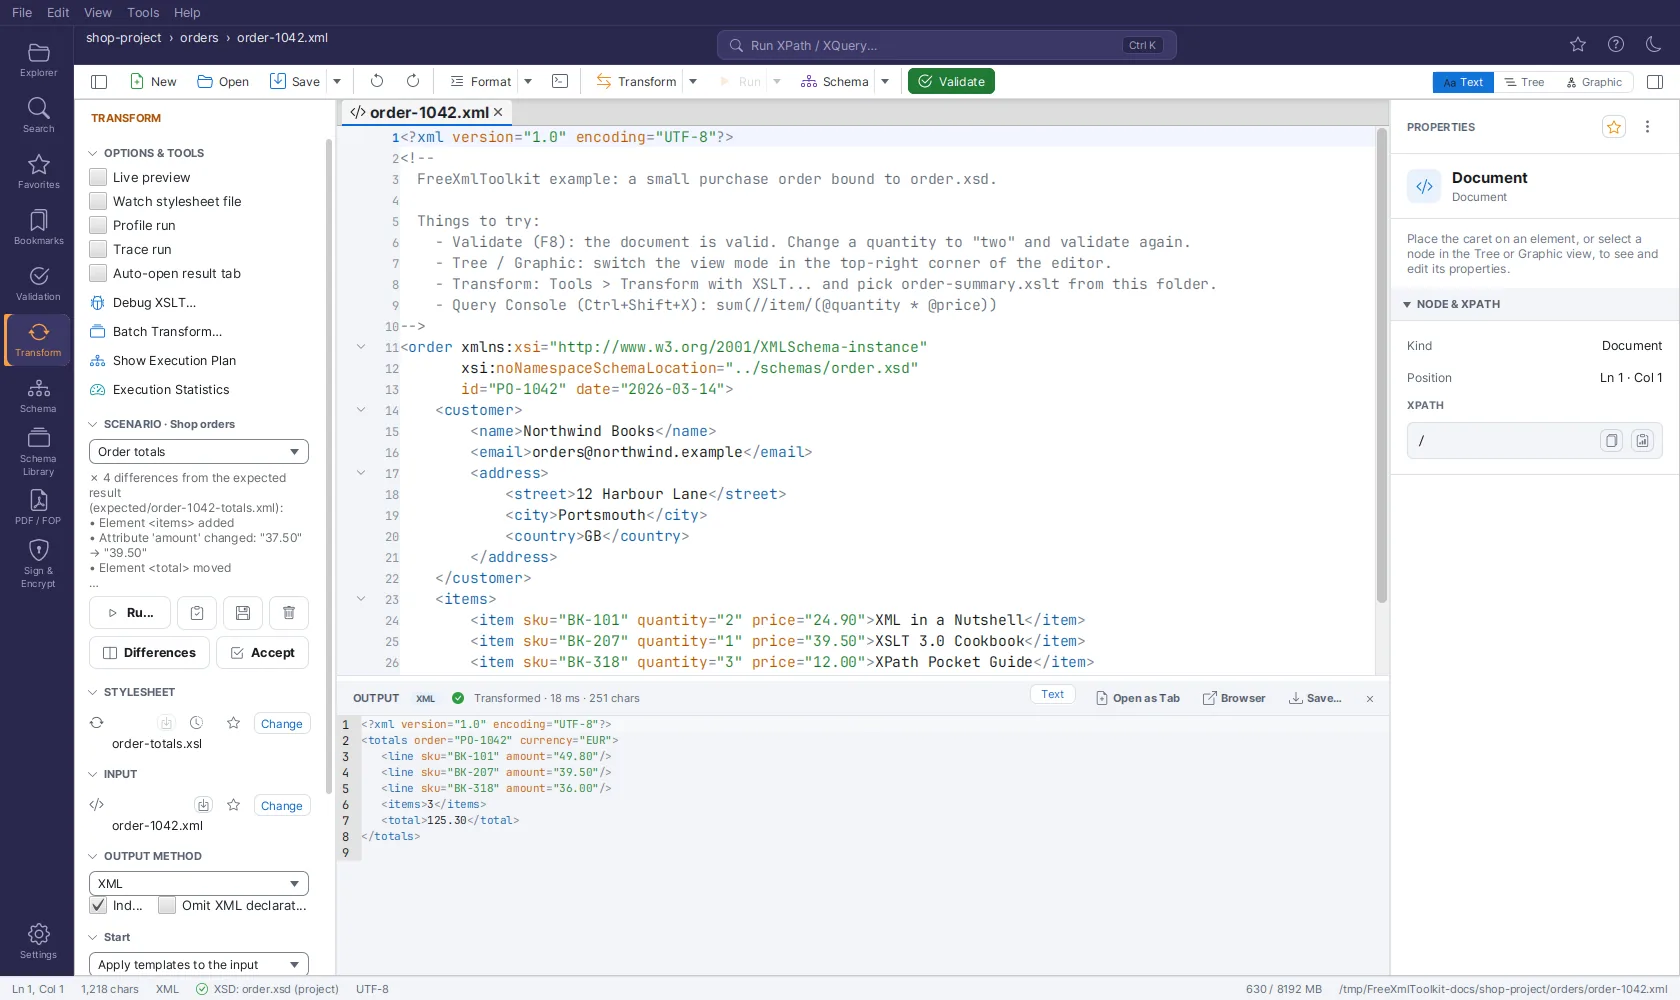 File Edit View Tools Help
shop-project › orders › order-1042.xml
Run XPath / XQuery... Ctrl K
New Open Save Format Transform Run Schema Validate Text Tree Graphic
Explorer
Search
Favorites
Bookmarks
Validation
Transform
Schema
Schema
Library
PDF / FOP
Sign &
Encrypt
Settings
TRANSFORM
OPTIONS & TOOLS
Live preview
Watch stylesheet file
Profile run
Trace run
Auto-open result tab
Debug XSLT...
Batch Transform...
Show Execution Plan
Execution Statistics
SCENARIO · Shop orders
Order totals
× 4 differences from the expected
result
(expected/order-1042-totals.xml):
• Element <items> added
• Attribute 'amount' changed: "37.50"
→ "39.50"
• Element <total> moved
...
Ru...
Differences Accept
STYLESHEET
Change
order-totals.xsl
INPUT
Change
order-1042.xml
OUTPUT METHOD
XML
Ind... Omit XML declarat...
Start
Apply templates to the input
</> order-1042.xml ×
1 <?xml version="1.0" encoding="UTF-8"?>
2 <!--
3 FreeXmlToolkit example: a small purchase order bound to order.xsd.
4
5 Things to try:
6 - Validate (F8): the document is valid. Change a quantity to "two" and validate again.
7 - Tree / Graphic: switch the view mode in the top-right corner of the editor.
8 - Transform: Tools > Transform with XSLT... and pick order-summary.xslt from this folder.
9 - Query Console (Ctrl+Shift+X): sum(//item/(@quantity * @price))
10 -->
11 <order xmlns:xsi="http://www.w3.org/2001/XMLSchema-instance"
12 xsi:noNamespaceSchemaLocation="../schemas/order.xsd"
13 id="PO-1042" date="2026-03-14">
14 <customer>
15 <name>Northwind Books</name>
16 <email>orders@northwind.example</email>
17 <address>
18 <street>12 Harbour Lane</street>
19 <city>Portsmouth</city>
20 <country>GB</country>
21 </address>
22 </customer>
23 <items>
24 <item sku="BK-101" quantity="2" price="24.90">XML in a Nutshell</item>
25 <item sku="BK-207" quantity="1" price="39.50">XSLT 3.0 Cookbook</item>
26 <item sku="BK-318" quantity="3" price="12.00">XPath Pocket Guide</item>
OUTPUT XML Transformed · 18 ms · 251 chars Text Open as Tab Browser Save... ×
1 <?xml version="1.0" encoding="UTF-8"?>
2 <totals order="PO-1042" currency="EUR">
3 <line sku="BK-101" amount="49.80"/>
4 <line sku="BK-207" amount="39.50"/>
5 <line sku="BK-318" amount="36.00"/>
6 <items>3</items>
7 <total>125.30</total>
8 </totals>
9
PROPERTIES
Document
Document
Place the caret on an element, or select a
node in the Tree or Graphic view, to see and
edit its properties.
NODE & XPATH
Kind Document
Position Ln 1 · Col 1
XPATH
/
Ln 1, Col 1 1,218 chars XML XSD: order.xsd (project) UTF-8 630 / 8192 MB /tmp/FreeXmlToolkit-docs/shop-project/orders/order-1042.xml